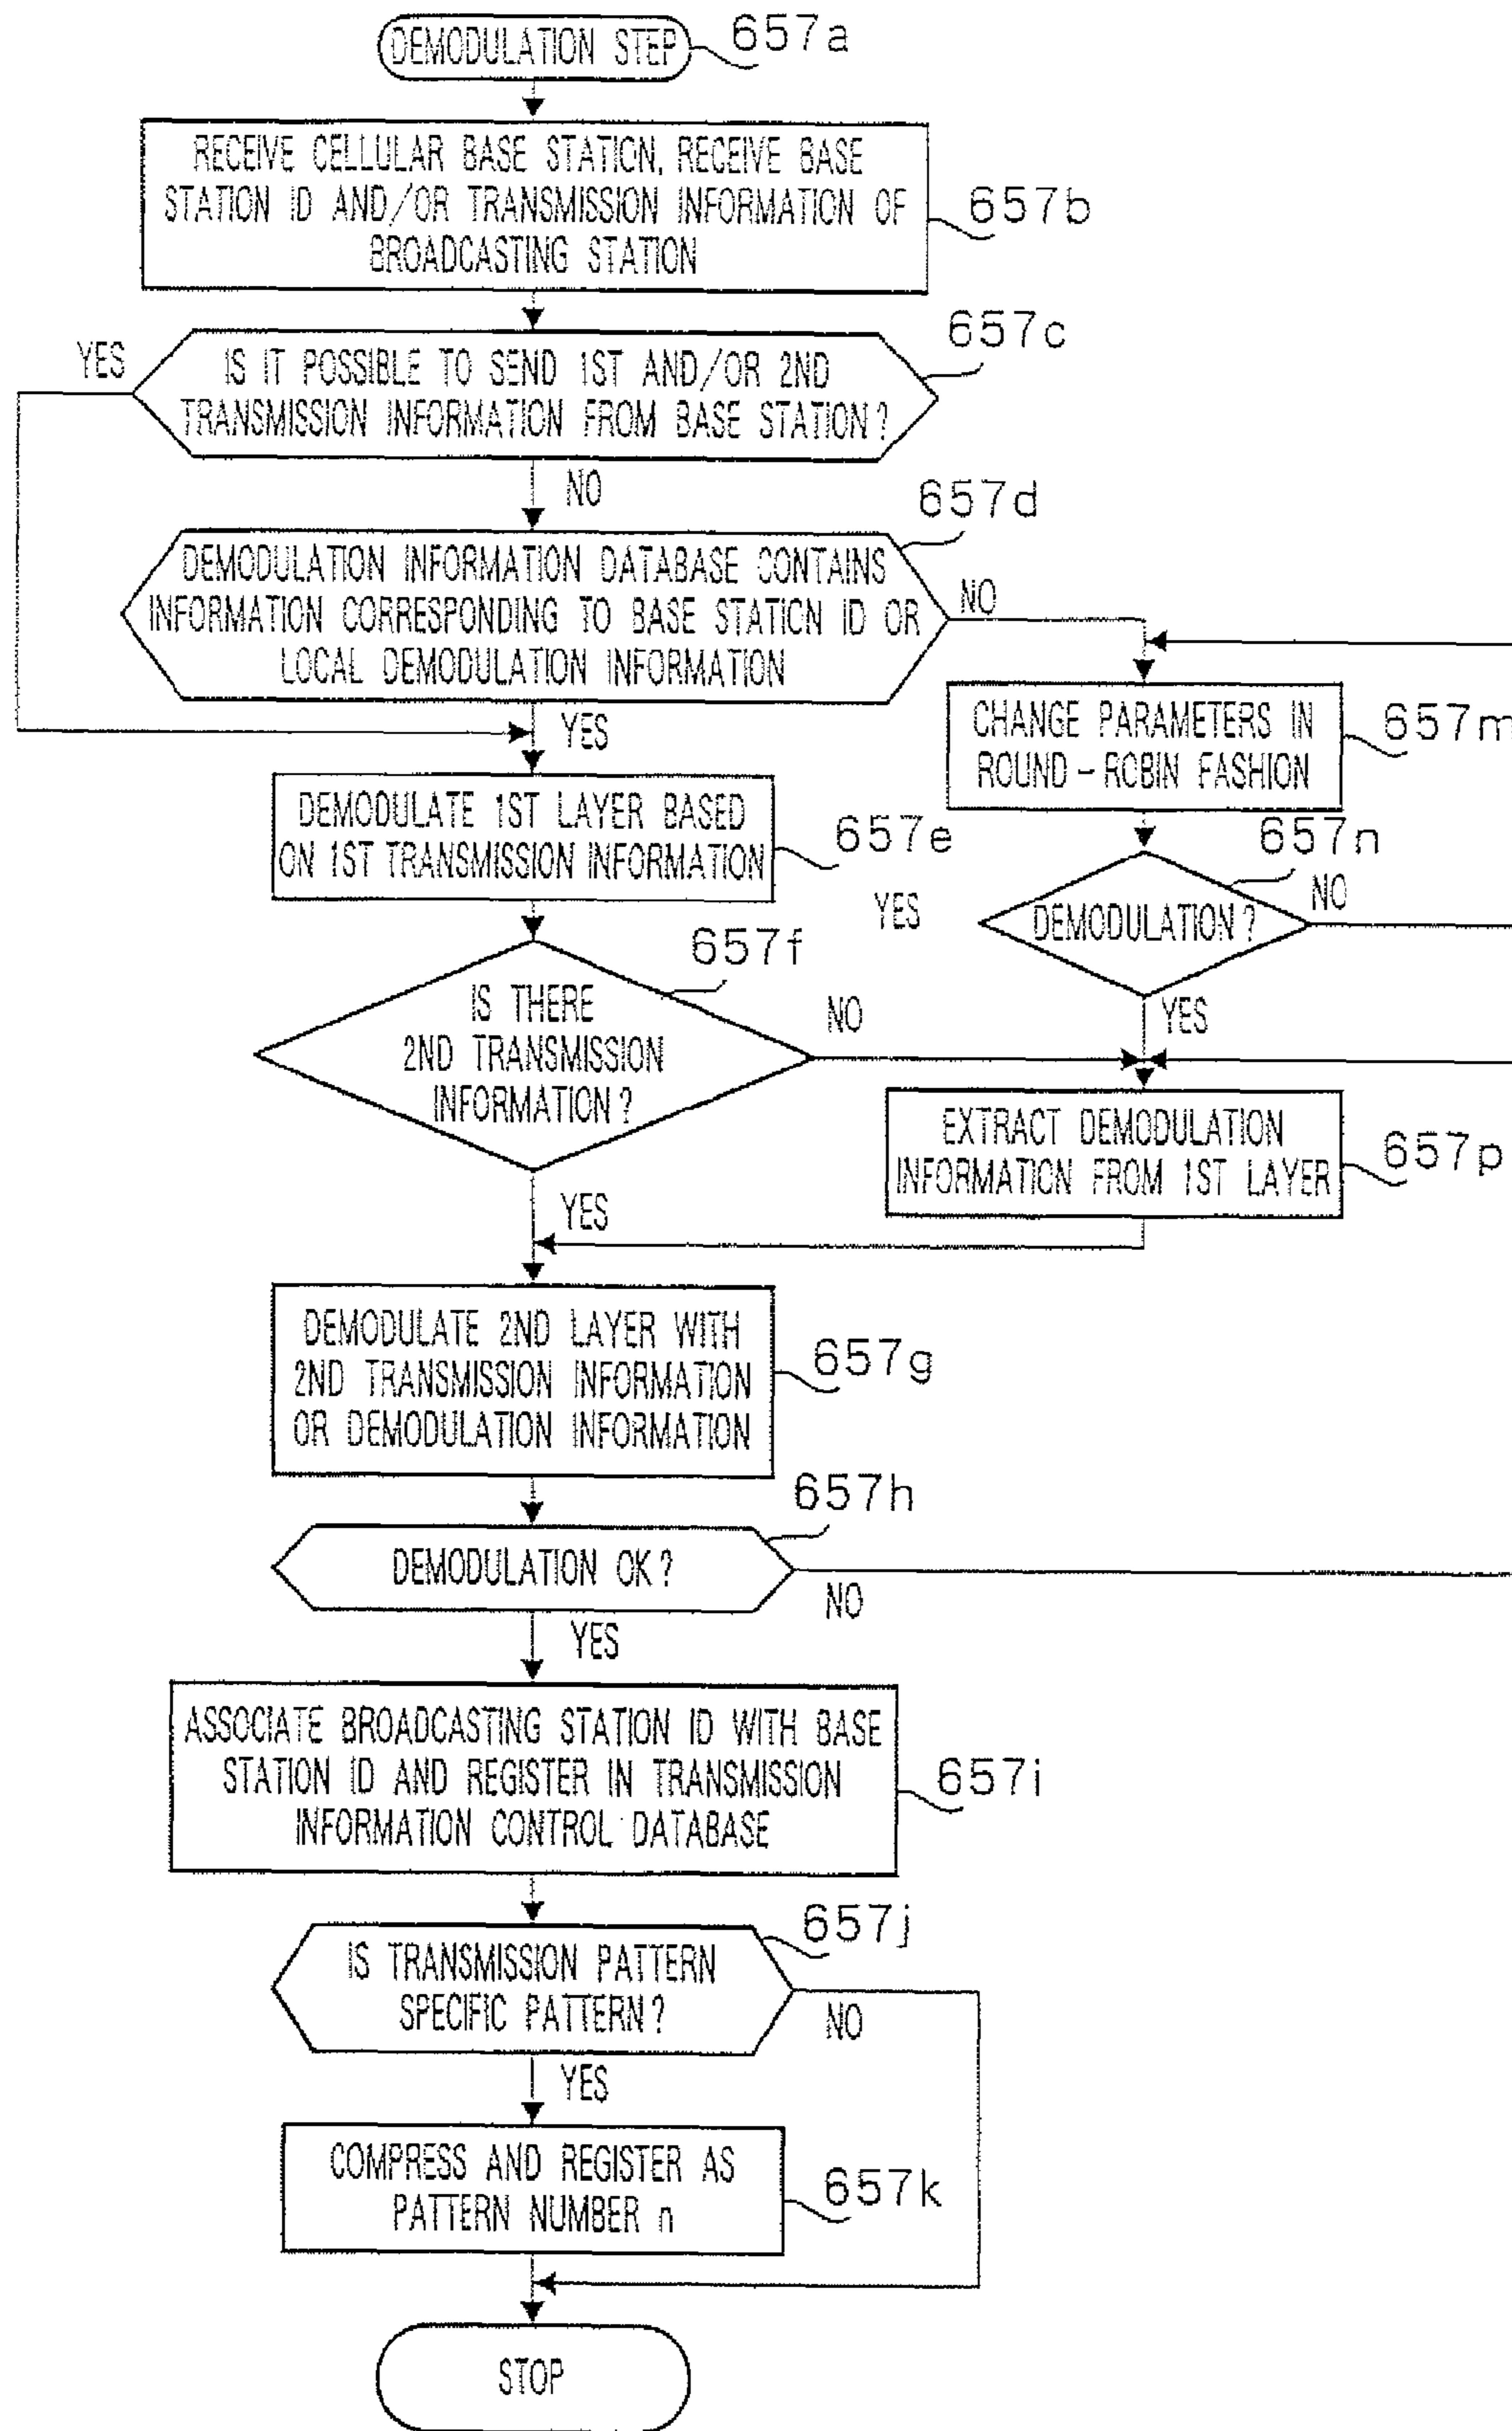 DEMODULATION STEP
657a
RECEIVE CELLULAR BASE STATION, RECEIVE BASE
STATION ID AND/OR TRANSMISSION INFORMATION OF
BROADCASTING STATION
657b
657c
YES
IS IT POSSIBLE TO SEND 1ST AND/OR 2ND
TRANSMISSION INFORMATION FROM BASE STATION?
NO
657d
DEMODULATION INFORMATION DATABASE CONTAINS
INFORMATION CORRESPONDING TO BASE STATION ID OR
LOCAL DEMODULATION INFORMATION
NO
YES
CHANGE PARAMETERS IN
ROUND-ROBIN FASHION
657m
DEMODULATE 1ST LAYER BASED
ON 1ST TRANSMISSION INFORMATION
657e
657n
YES
DEMODULATION?
NO
657f
IS THERE
2ND TRANSMISSION
INFORMATION?
NO
YES
EXTRACT DEMODULATION
INFORMATION FROM 1ST LAYER
657p
YES
DEMODULATE 2ND LAYER WITH
2ND TRANSMISSION INFORMATION
OR DEMODULATION INFORMATION
657g
657h
DEMODULATION OK?
NO
YES
ASSOCIATE BROADCASTING STATION ID WITH BASE
STATION ID AND REGISTER IN TRANSMISSION
INFORMATION CONTROL DATABASE
657i
657j
IS TRANSMISSION PATTERN
SPECIFIC PATTERN?
NO
YES
COMPRESS AND REGISTER AS
PATTERN NUMBER n
657k
STOP